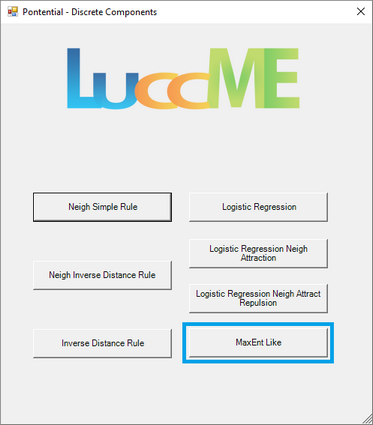 Pontential - Discrete Components
LuccME
Neigh Simple Rule
Logistic Regression
Logistic Regression Neigh
Attraction
Neigh Inverse Distance Rule
Logistic Regression Neigh Attract
Repulsion
Inverse Distance Rule
MaxEnt Like